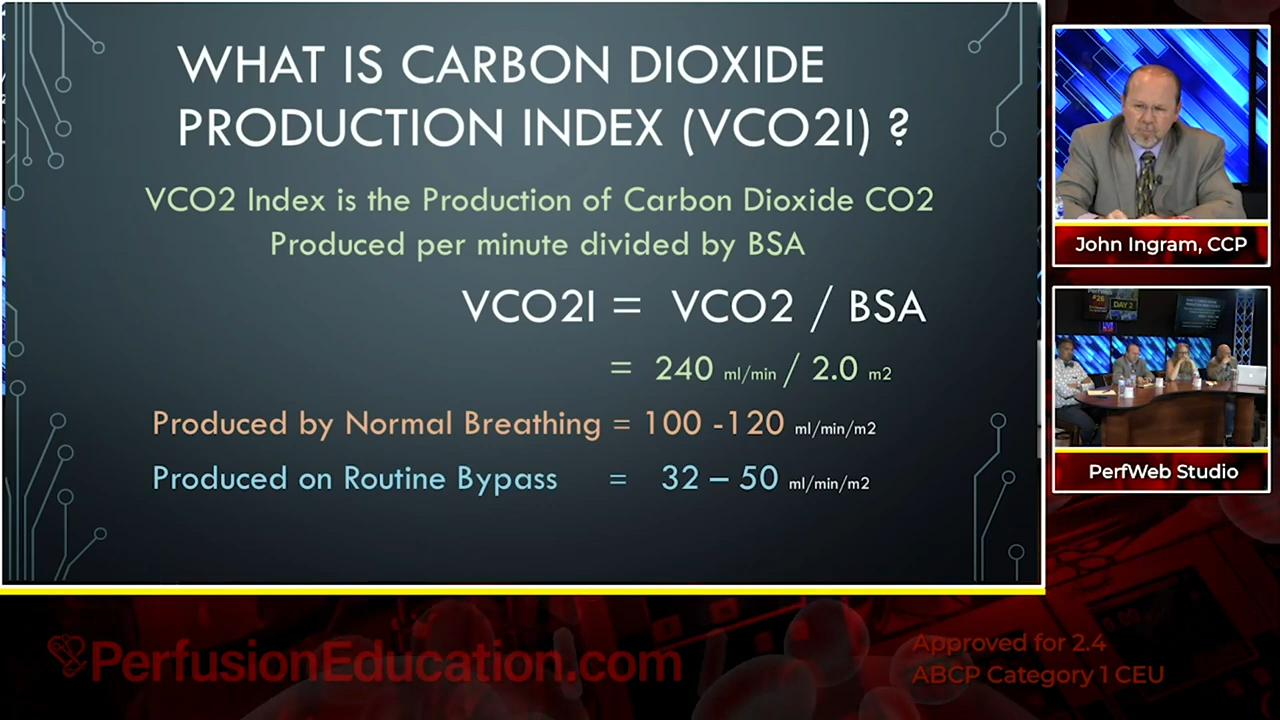 WHAT IS CARBON DIOXIDE
PRODUCTION INDEX (VCO2I) ?
VCO2 Index is the Production of Carbon Dioxide CO2
Produced per minute divided by BSA
VCO2I = VCO2 / BSA
= 240 ml/min / 2.0 m2
Produced by Normal Breathing = 100 -120 ml/min/m2
Produced on Routine Bypass = 32 – 50 ml/min/m2
John Ingram, CCP
#26
DAY 2
PerfWeb Studio
PerfusionEducation.com
Approved for 2.4
ABCP Category 1 CEU